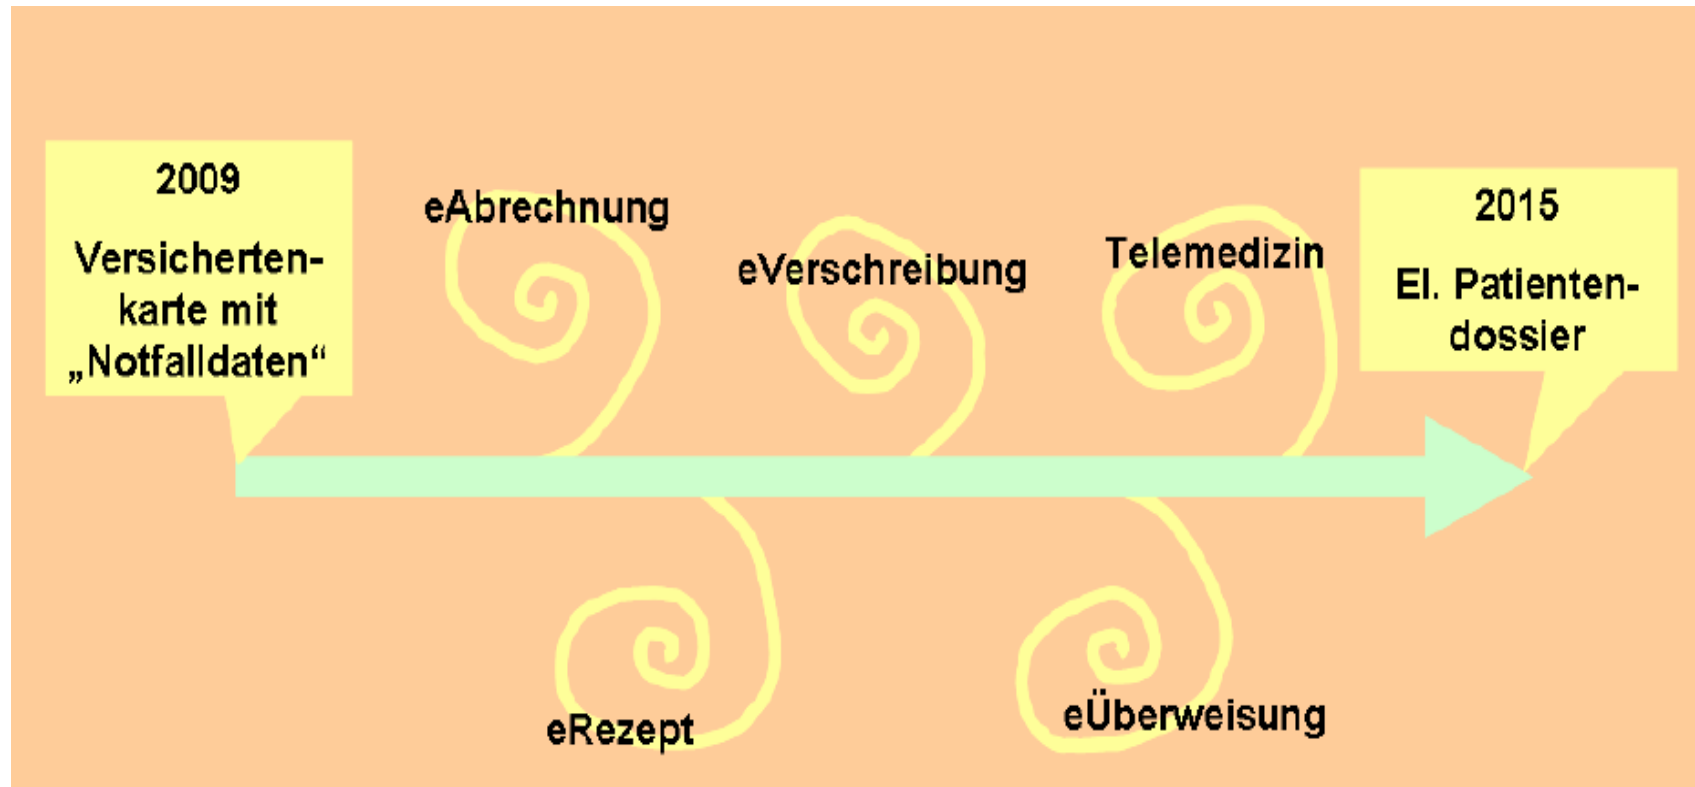 2009
Versicherten-
karte mit
„Notfalldaten“
eAbrechnung
eVerschreibung
Telemedizin
2015
El. Patienten-
dossier
eRezept
eÜberweisung